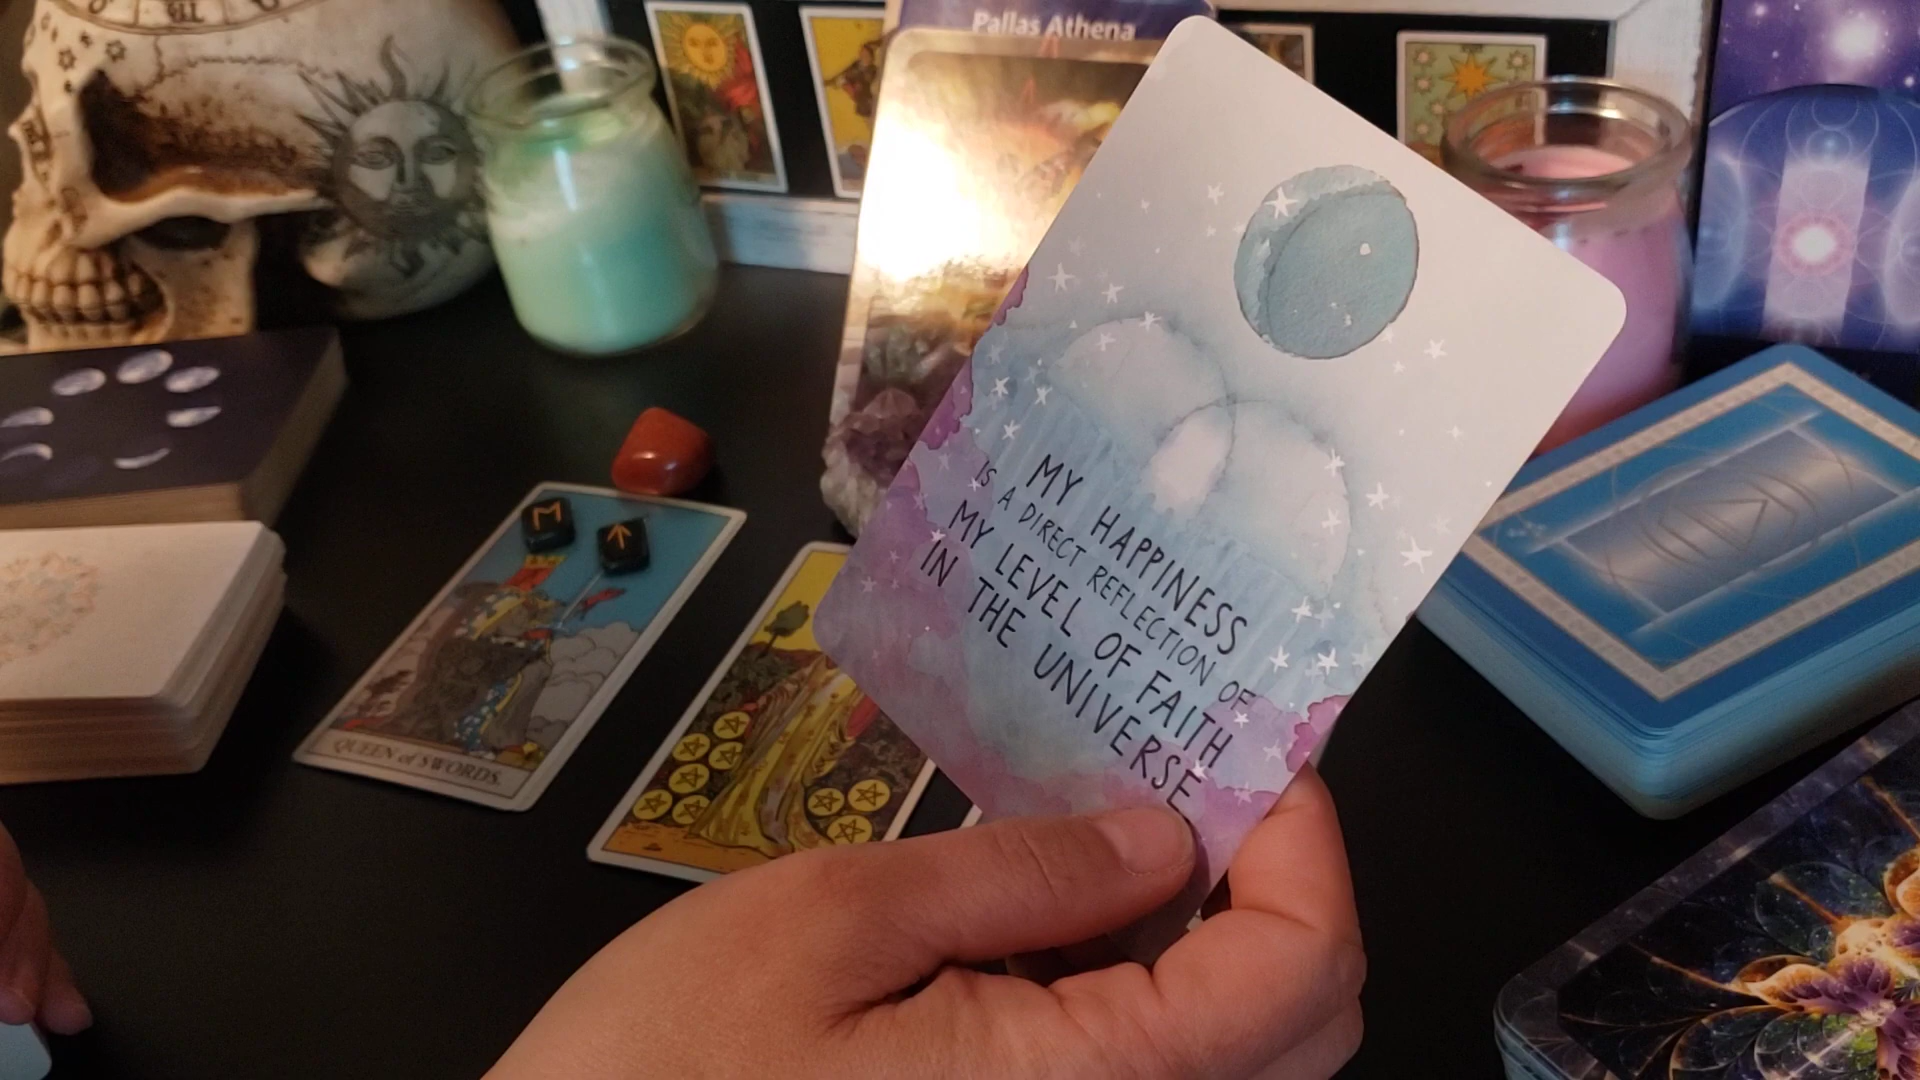 Pallas Athena
MY HAPPINESS
IS A DIRECT REFLECTION OF
MY LEVEL OF FAITH
IN THE UNIVERSE
QUEEN of SWORDS.